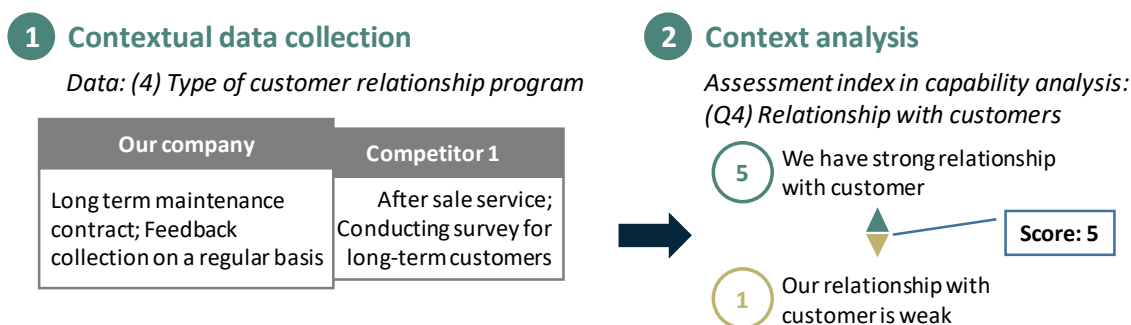 1 Contextual data collection
Data: (4) Type of customer relationship program
Our company
Long term maintenance
contract; Feedback
collection on a regular basis
Competitor 1
After sale service;
Conducting survey for
long-term customers
2 Context analysis
Assessment index in capability analysis:
(Q4) Relationship with customers
5 We have strong relationship
with customer
Score: 5
1 Our relationship with
customer is weak